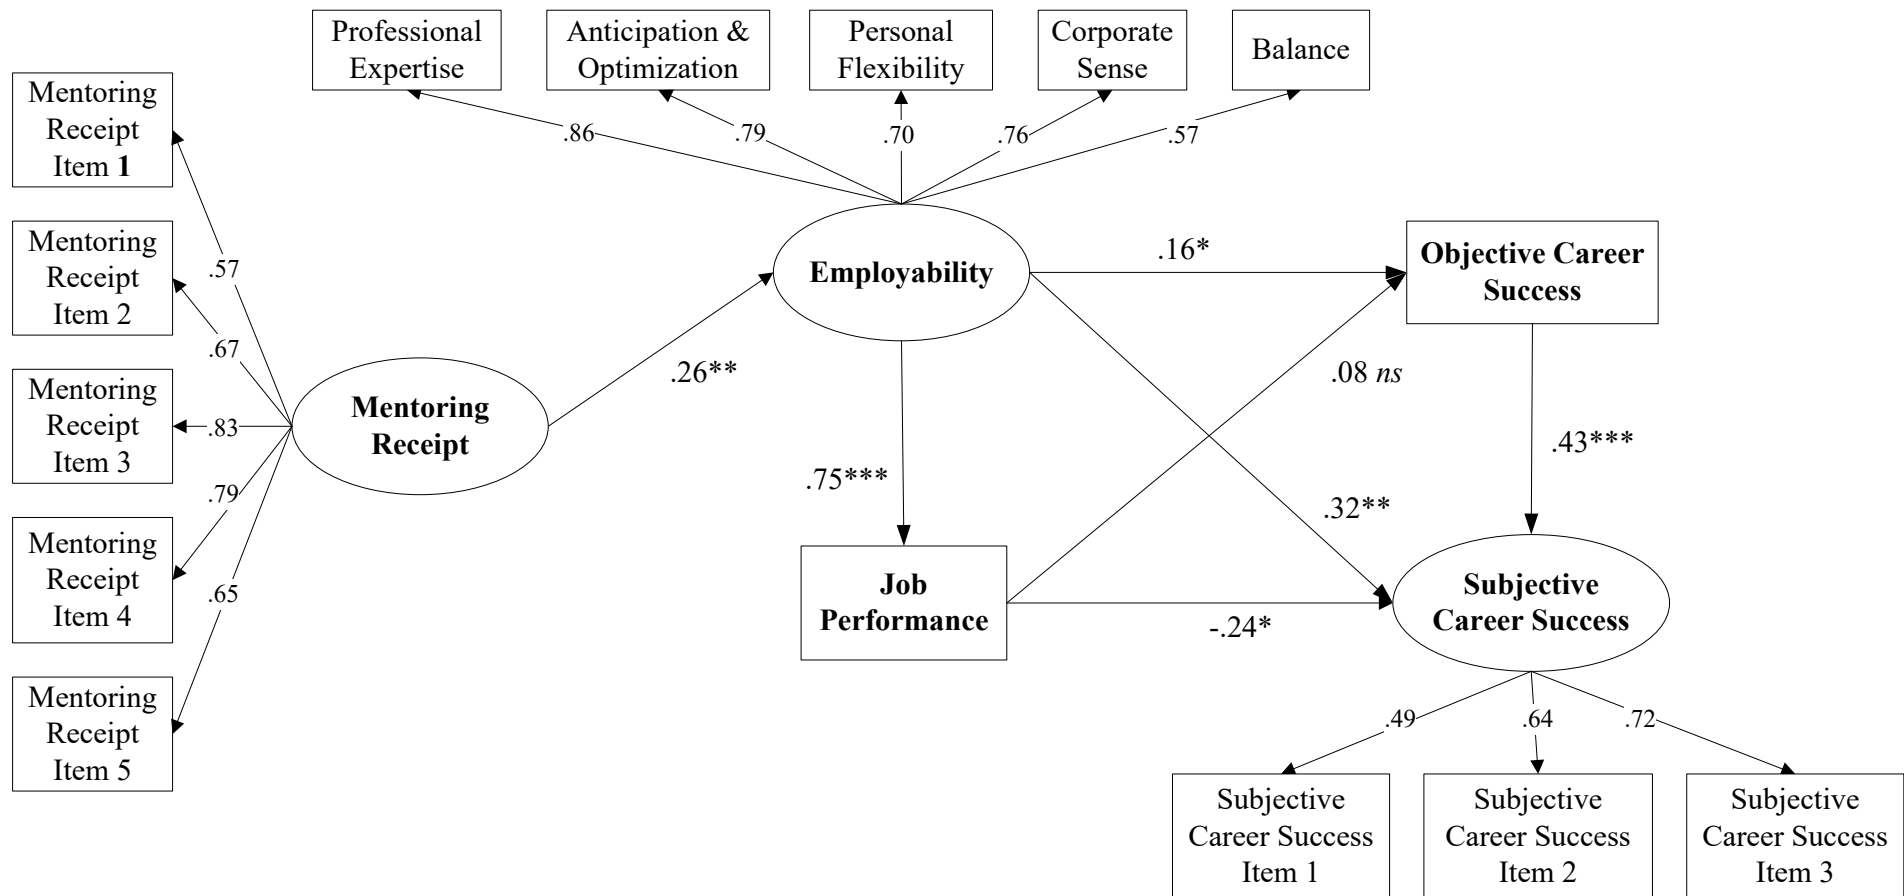 Professional
Expertise
Anticipation &
Optimization
Personal
Flexibility
Corporate
Sense
Balance
.86
.79
.70
.76
.57
Mentoring
Receipt
Item 1
Mentoring
Receipt
Item 2
Mentoring
Receipt
Item 3
Mentoring
Receipt
Item 4
Mentoring
Receipt
Item 5
.57
.67
.83
.79
.65
Mentoring
Receipt
.26**
Employability
.16*
Objective Career
Success
.08 ns
.75***
.32**
.43***
Job
Performance
-.24*
Subjective
Career Success
.49
.64
.72
Subjective
Career Success
Item 1
Subjective
Career Success
Item 2
Subjective
Career Success
Item 3